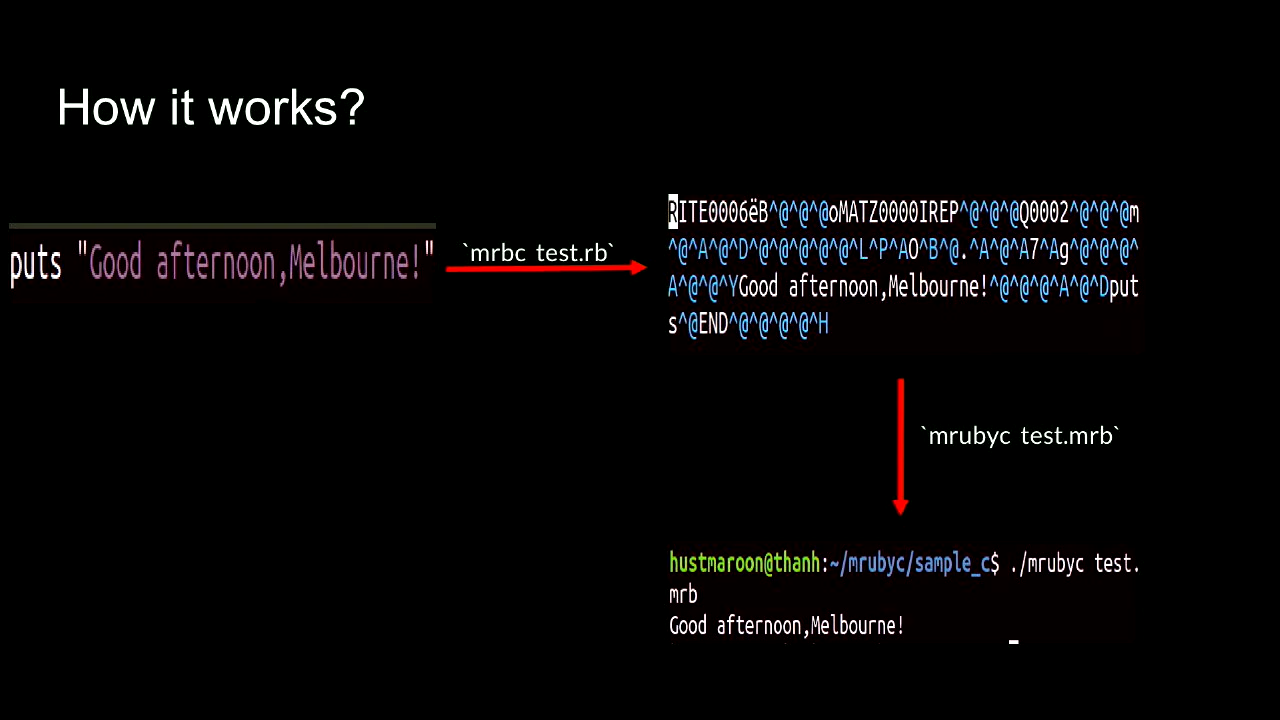 How it works?
puts "Good afternoon,Melbourne!"
`mrbc test.rb`
RITE0006ëB^@^@^@oMATZ0000IREP^@^@^@Q0002^@^@^@m
^@^A@^D^@^@^@^@^@^L^P^AO^B^@.^A^@^A7^Ag^@^@^@^
A^@^@^YGood afternoon,Melbourne!^@^@^@^A^@^Dput
s^@END^@^@^@^@^H
`mrubyc test.mrb`
hustmaroon@thanh:~/mrubyc/sample_c$ ./mrubyc test.
mrb
Good afternoon,Melbourne!